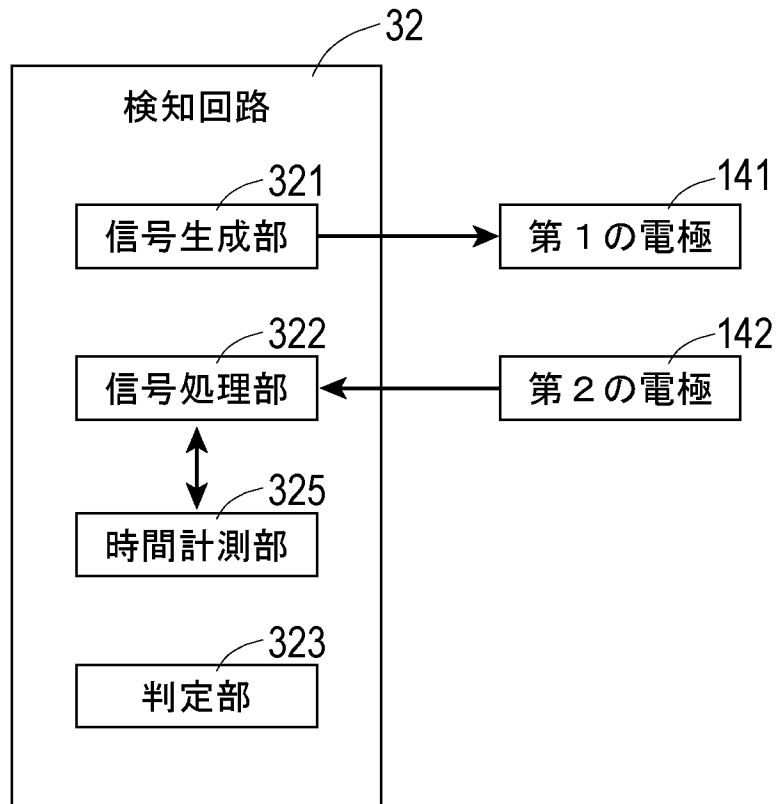 32
検知回路
321
信号生成部
141
第１の電極
322
信号処理部
142
第２の電極
325
時間計測部
323
判定部